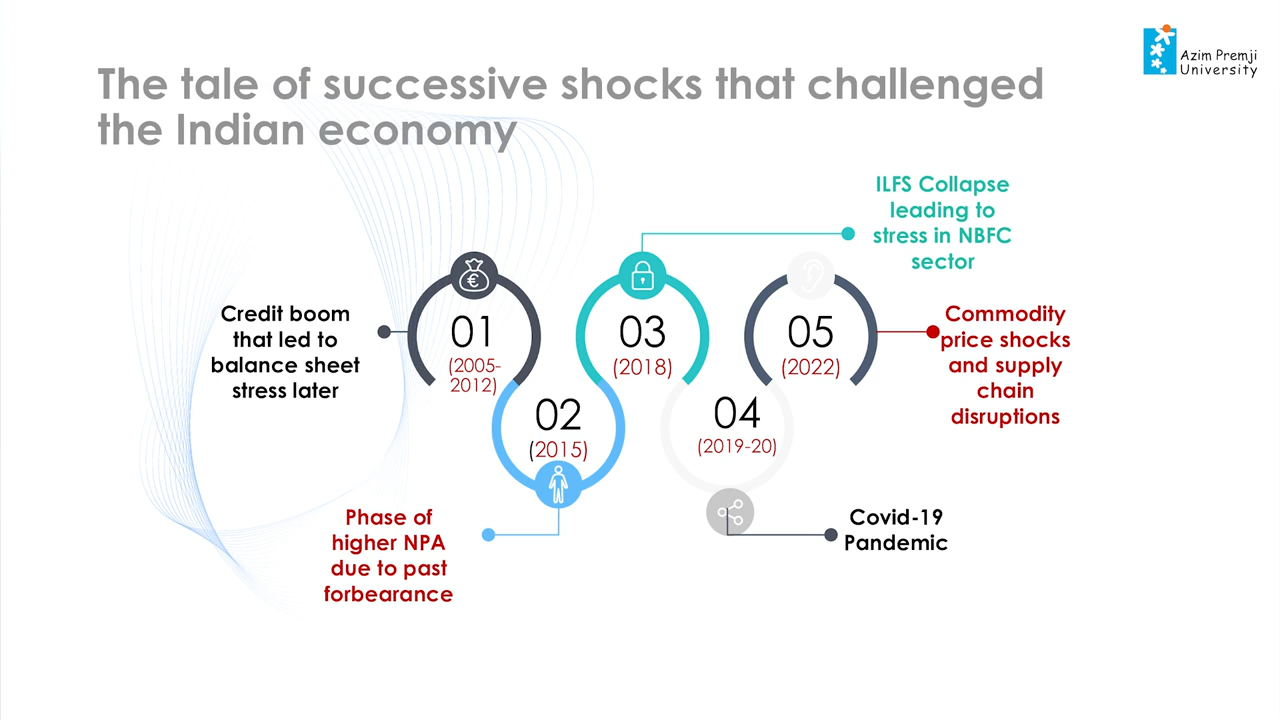 Azim Premji
University
The tale of successive shocks that challenged
the Indian economy
ILFS Collapse
leading to
stress in NBFC
sector
Credit boom
that led to
balance sheet
stress later
01
(2005-
2012)
02
(2015)
03
(2018)
04
(2019-20)
05
(2022)
Commodity
price shocks
and supply
chain
disruptions
Phase of
higher NPA
due to past
forbearance
Covid-19
Pandemic